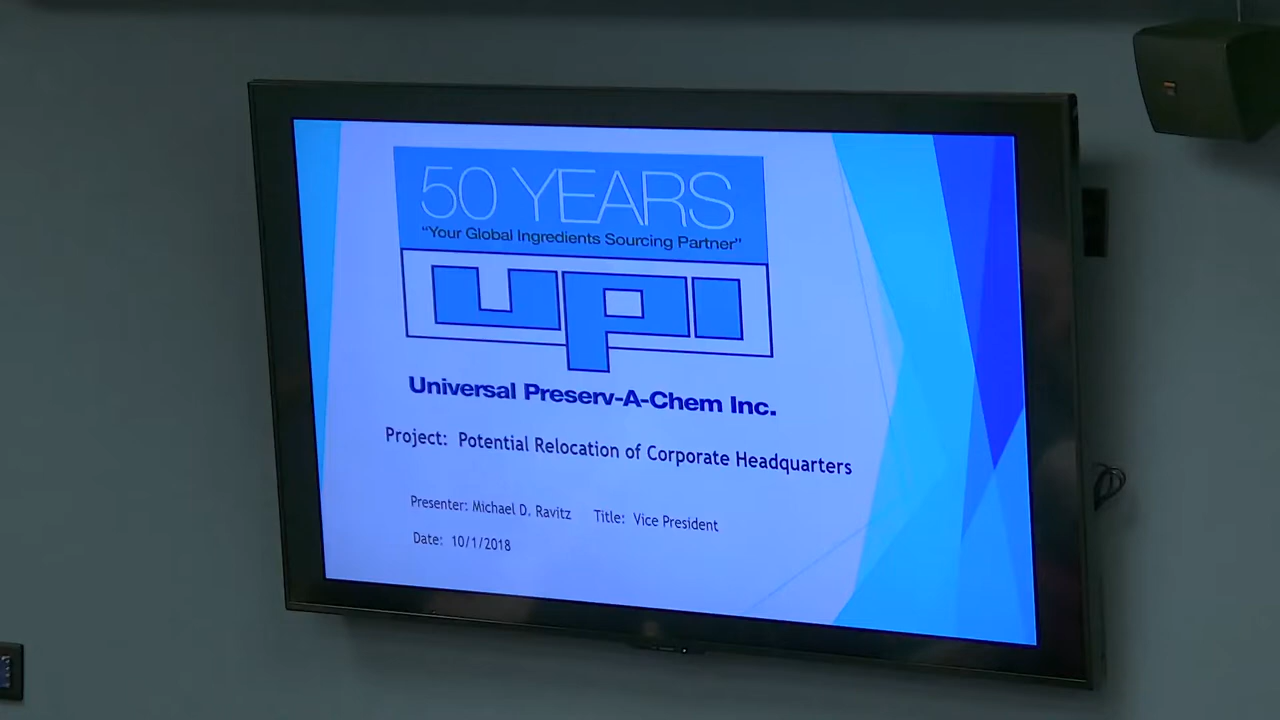 50 YEARS
“Your Global Ingredients Sourcing Partner”
upi
Universal Preserv-A-Chem Inc.
Project: Potential Relocation of Corporate Headquarters
Presenter: Michael D. Ravitz Title: Vice President
Date: 10/1/2018